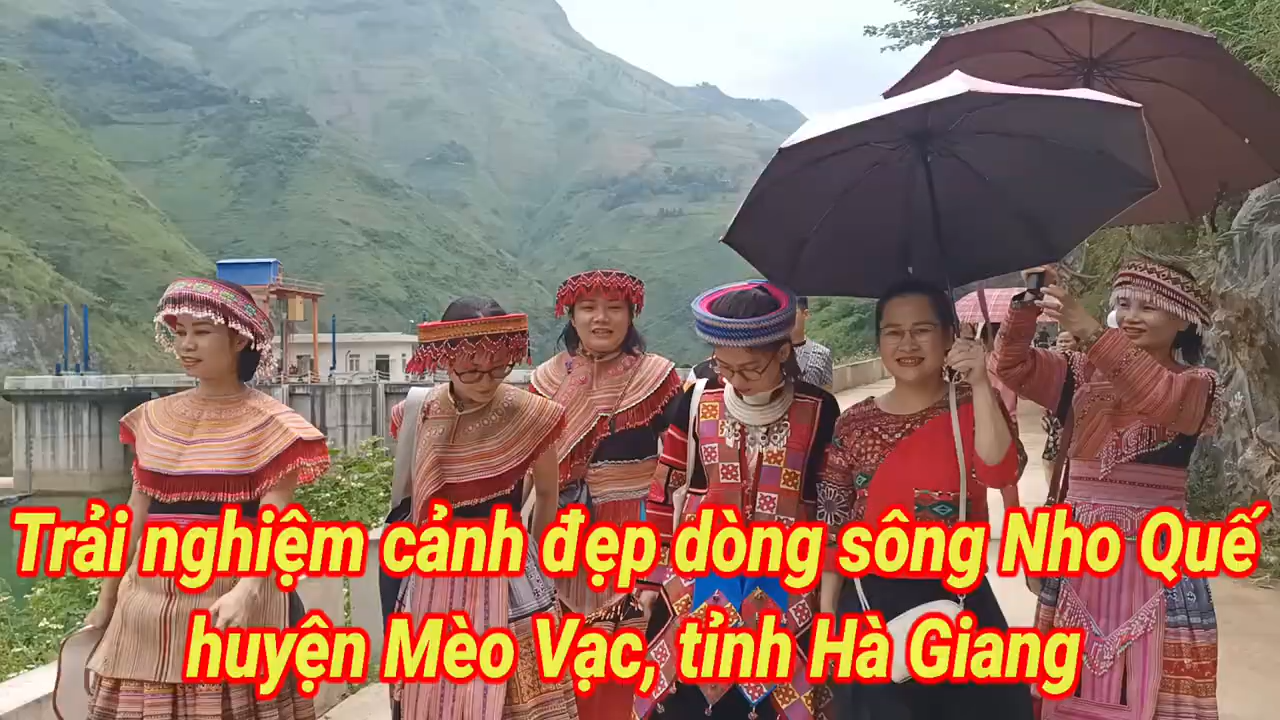 Trải nghiệm cảnh đẹp dòng sông Nho Quế
huyện Mèo Vạc, tỉnh Hà Giang